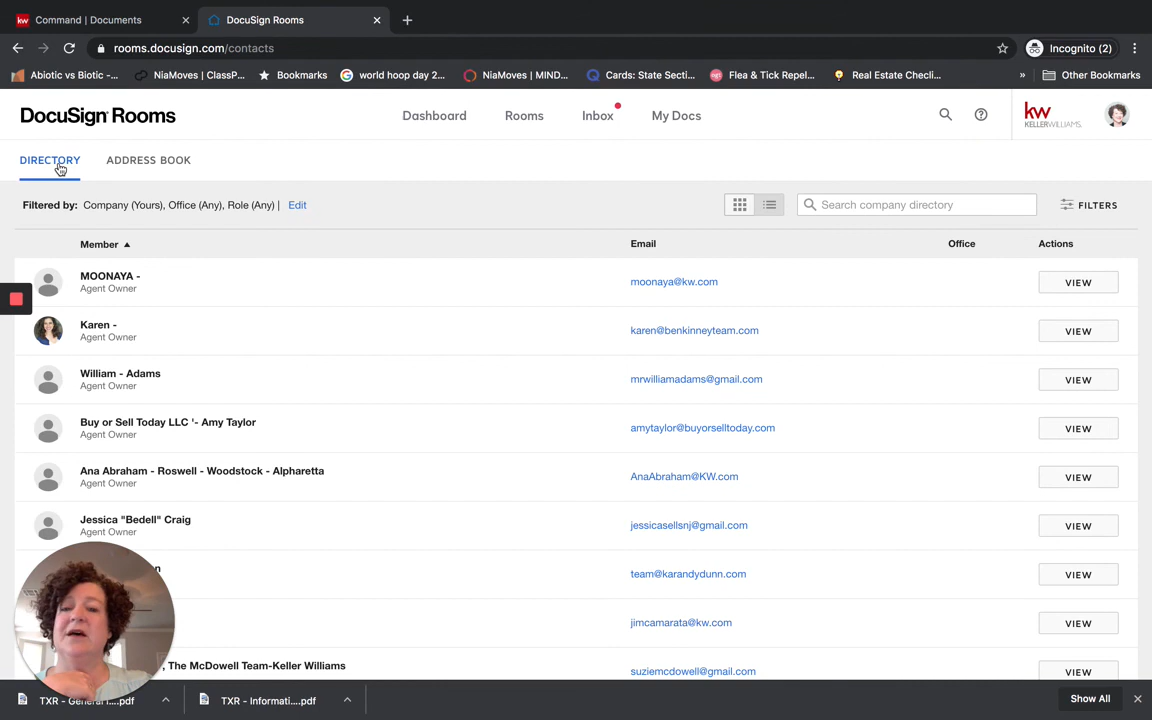 kw Command | Documents
DocuSign Rooms
rooms.docusign.com/contacts
Incognito (2)
Abiotic vs Biotic -...
NiaMoves | ClassP...
Bookmarks
world hoop day 2...
NiaMoves | MIND...
Cards: State Secti...
Flea & Tick Repel...
Real Estate Checli...
»
Other Bookmarks
DocuSign Rooms
Dashboard
Rooms
Inbox
My Docs
kw
KELLERWILLIAMS.
DIRECTORY
ADDRESS BOOK
Filtered by: Company (Yours), Office (Any), Role (Any) | Edit
Search company directory
FILTERS
Member
Email
Office
Actions
MOONAYA -
Agent Owner
moonaya@kw.com
VIEW
Karen -
Agent Owner
karen@benkinneyteam.com
VIEW
William - Adams
Agent Owner
mrwilliamadams@gmail.com
VIEW
Buy or Sell Today LLC '- Amy Taylor
Agent Owner
amytaylor@buyorselltoday.com
VIEW
Ana Abraham - Roswell - Woodstock - Alpharetta
Agent Owner
AnaAbraham@KW.com
VIEW
Jessica "Bedell" Craig
Agent Owner
jessicasellsnj@gmail.com
VIEW
team@karandydunn.com
VIEW
jimcamarata@kw.com
VIEW
, The McDowell Team-Keller Williams
suziemcdowell@gmail.com
VIEW
TXR - General I....pdf
TXR - Informati....pdf
Show All